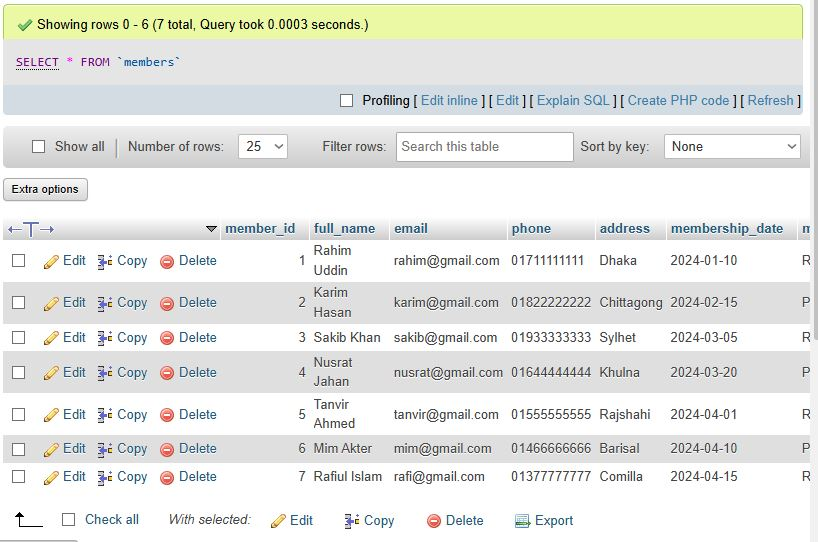 Showing rows 0 - 6 (7 total, Query took 0.0003 seconds.)
SELECT * FROM `members`
Profiling [ Edit inline ] [ Edit ] [ Explain SQL ] [ Create PHP code ] [ Refresh ]
Show all Number of rows: 25 Filter rows: Search this table Sort by key: None
Extra options
member_id full_name email phone address membership_date m
Edit Copy Delete 1 Rahim Uddin rahim@gmail.com 01711111111 Dhaka 2024-01-10 R
Edit Copy Delete 2 Karim Hasan karim@gmail.com 01822222222 Chittagong 2024-02-15 P
Edit Copy Delete 3 Sakib Khan sakib@gmail.com 01933333333 Sylhet 2024-03-05 R
Edit Copy Delete 4 Nusrat Jahan nusrat@gmail.com 01644444444 Khulna 2024-03-20 P
Edit Copy Delete 5 Tanvir Ahmed tanvir@gmail.com 01555555555 Rajshahi 2024-04-01 R
Edit Copy Delete 6 Mim Akter mim@gmail.com 01466666666 Barisal 2024-04-10 P
Edit Copy Delete 7 Rafiul Islam rafi@gmail.com 01377777777 Comilla 2024-04-15 R
Check all With selected: Edit Copy Delete Export